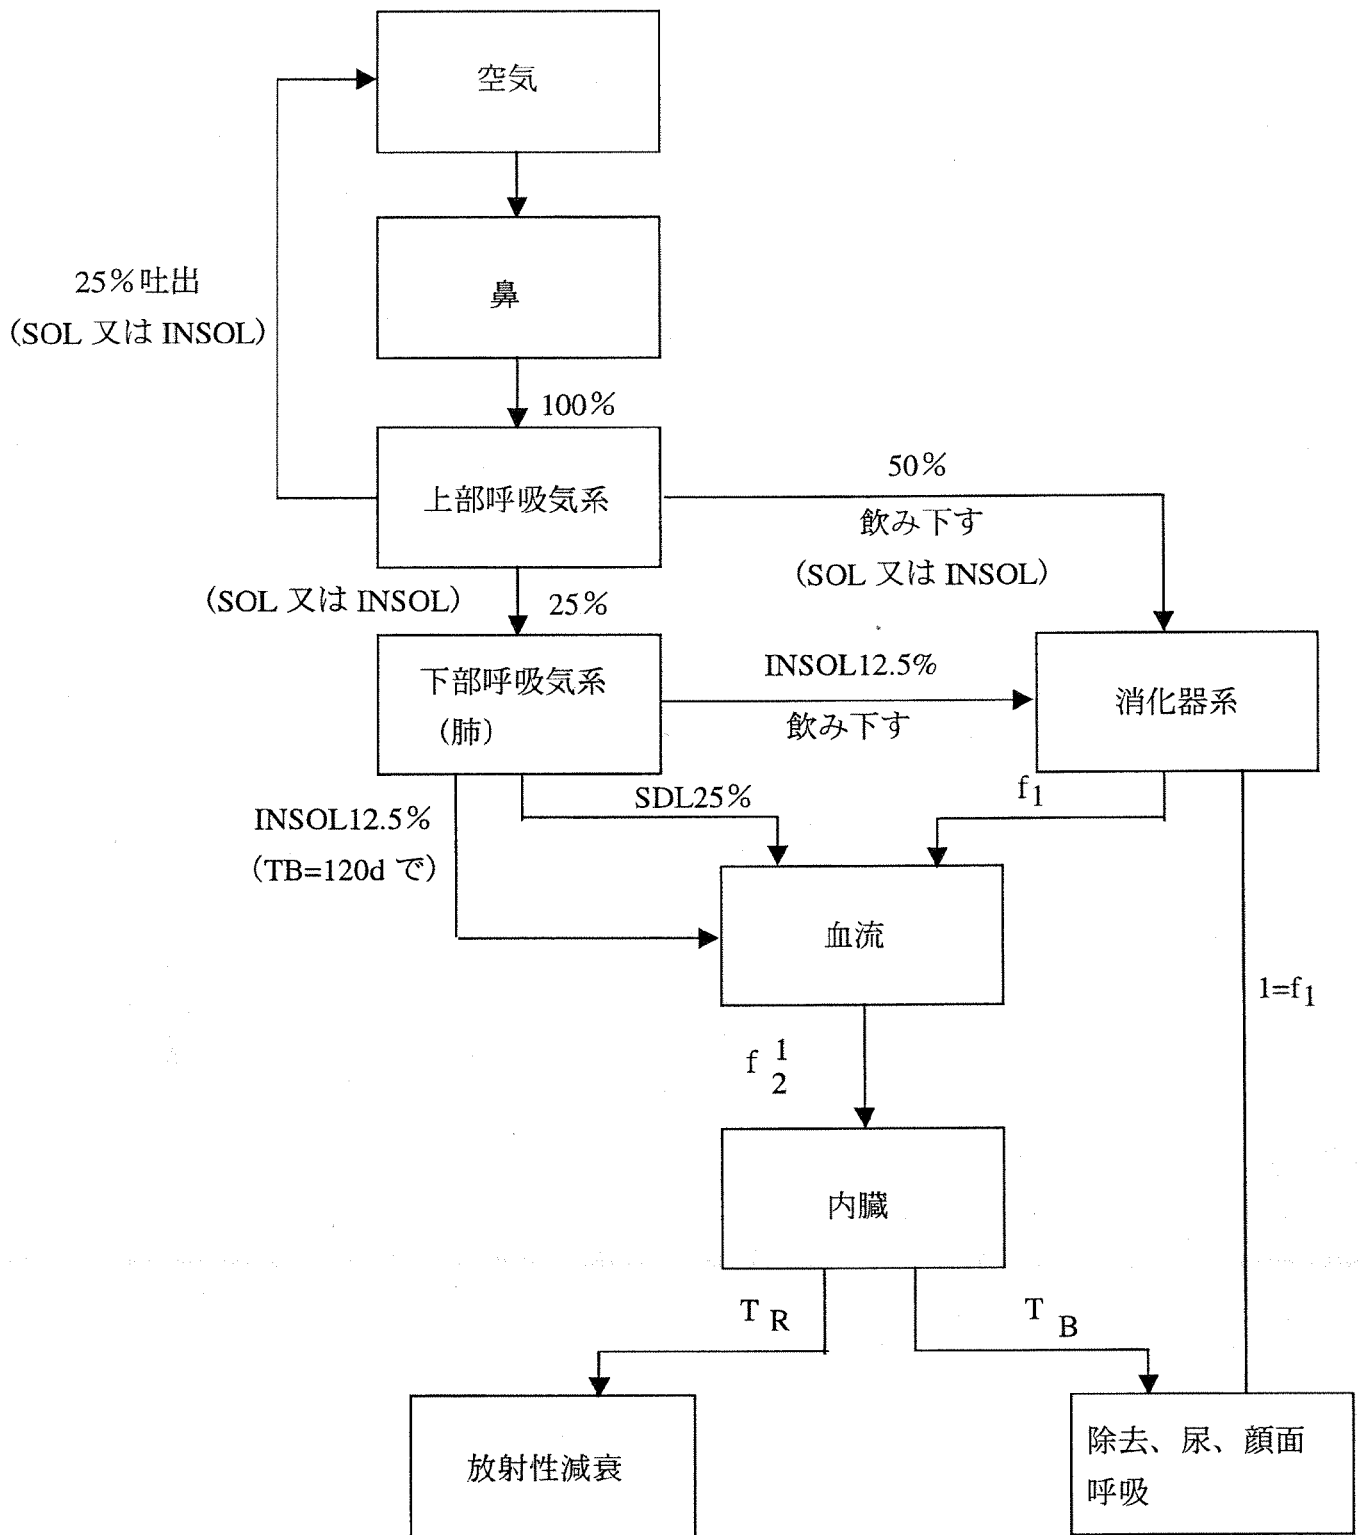 空気
25%吐出
(SOL 又は INSOL)
鼻
100%
上部呼吸気系
50%
飲み下す
(SOL 又は INSOL)
(SOL 又は INSOL)
25%
下部呼吸気系
(肺)
INSOL12.5%
飲み下す
消化器系
INSOL12.5%
(TB=120d で)
SDL25%
f1
血流
1=f1
f 1 2
内臓
T R
T B
放射性減衰
除去、尿、顔面
呼吸